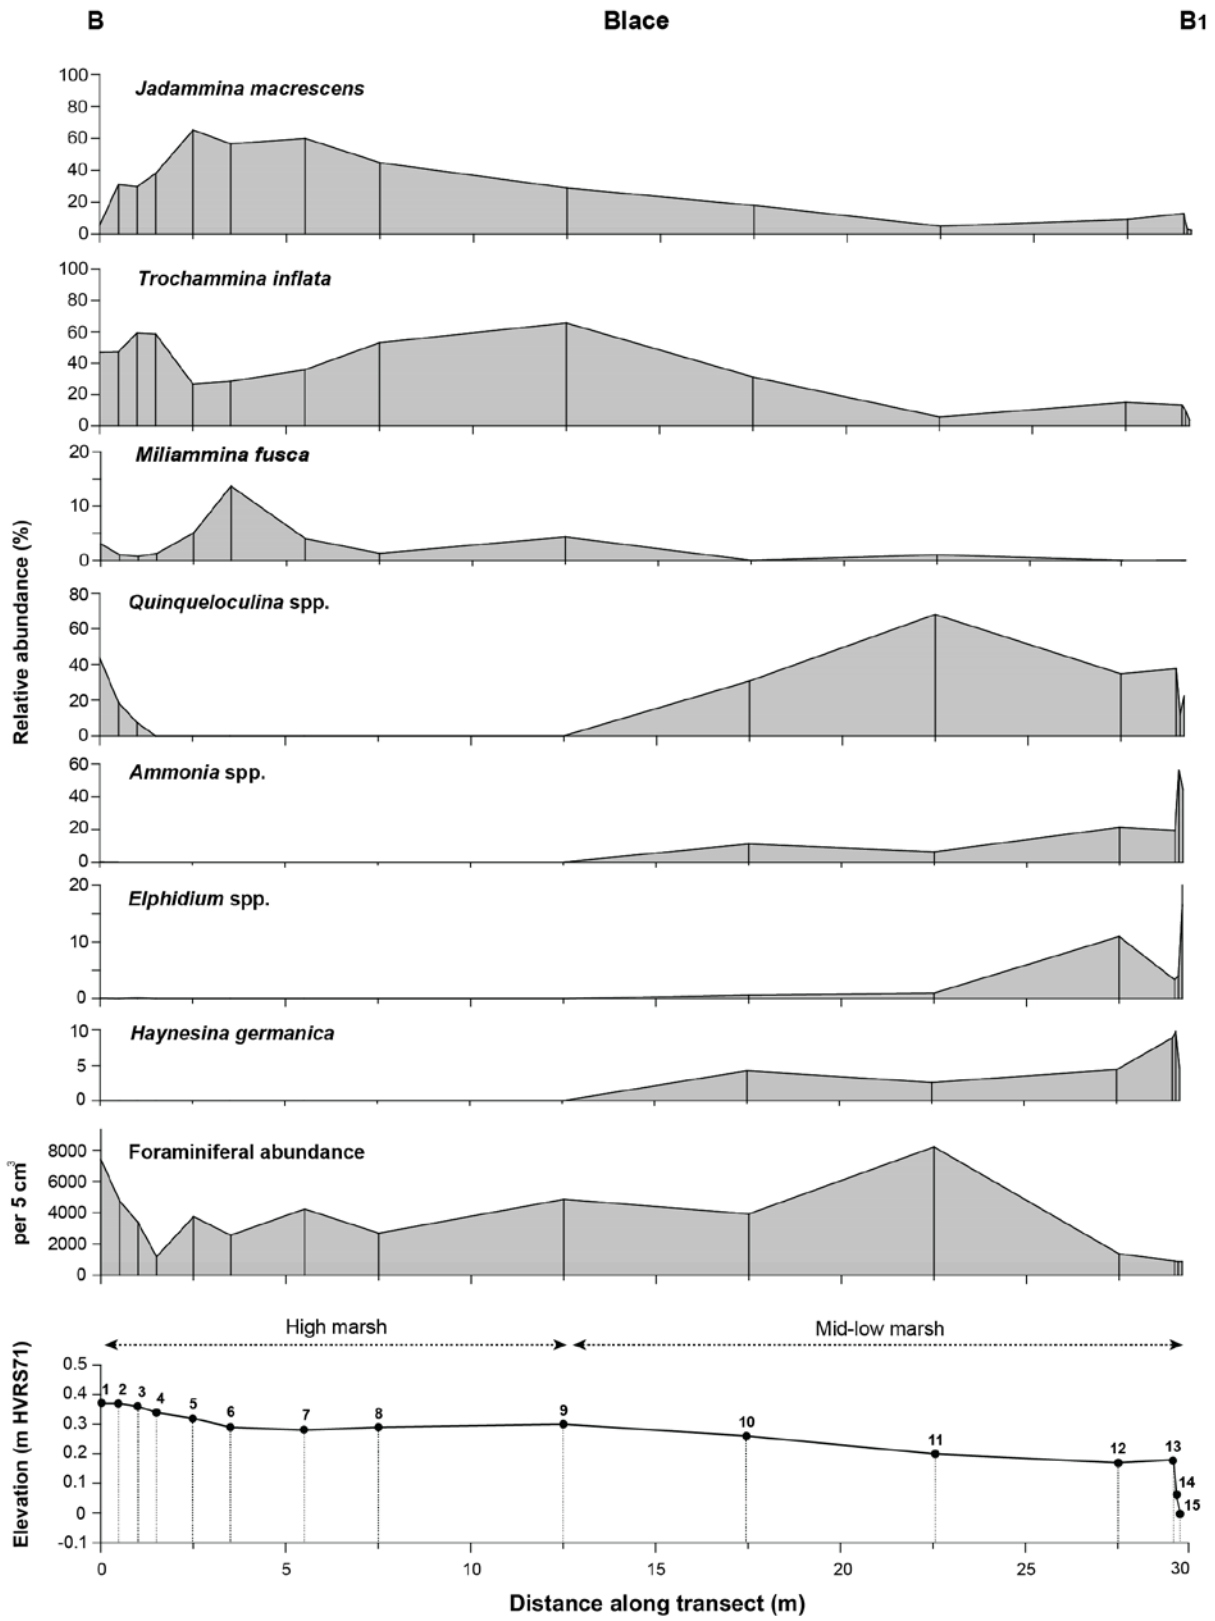 B Blace B1
Jadammina macrescens
100
80
60
40
20
0
Trochammina inflata
100
80
60
40
20
0
Miliammina fusca
20
10
0
Relative abundance (%)
Quinqueloculina spp.
80
60
40
20
0
Ammonia spp.
60
40
20
0
Elphidium spp.
20
10
0
Haynesina germanica
10
5
0
Foraminiferal abundance
per 5 cm³
8000
6000
4000
2000
0
High marsh Mid-low marsh
Elevation (m HVRS71)
0.5
0.4
0.3
0.2
0.1
0
-0.1
1 2 3 4 5 6 7 8 9 10 11 12 13 14 15
0 5 10 15 20 25 30
Distance along transect (m)